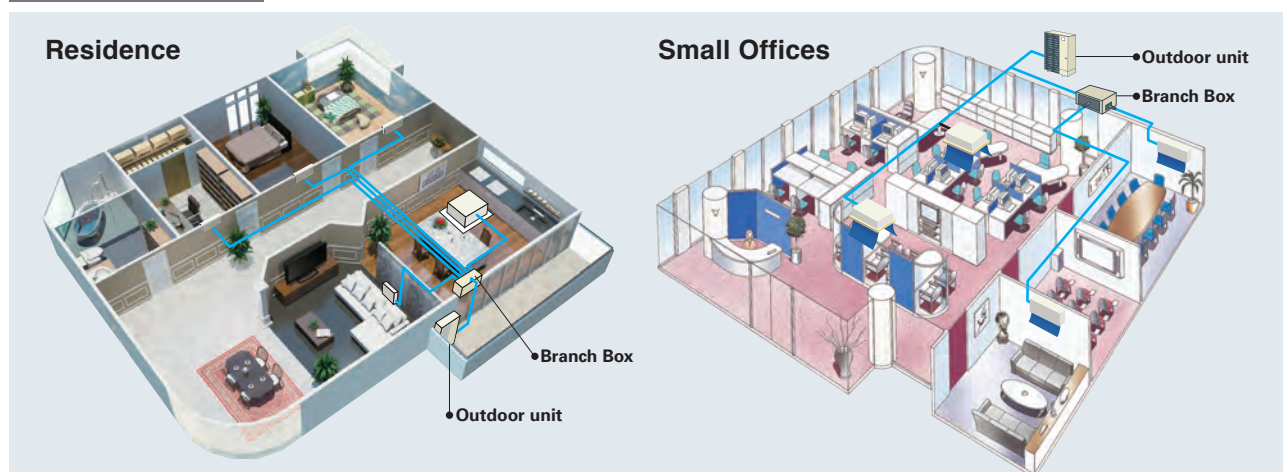 Residence
Small Offices
Outdoor unit
Branch Box
Branch Box
Outdoor unit